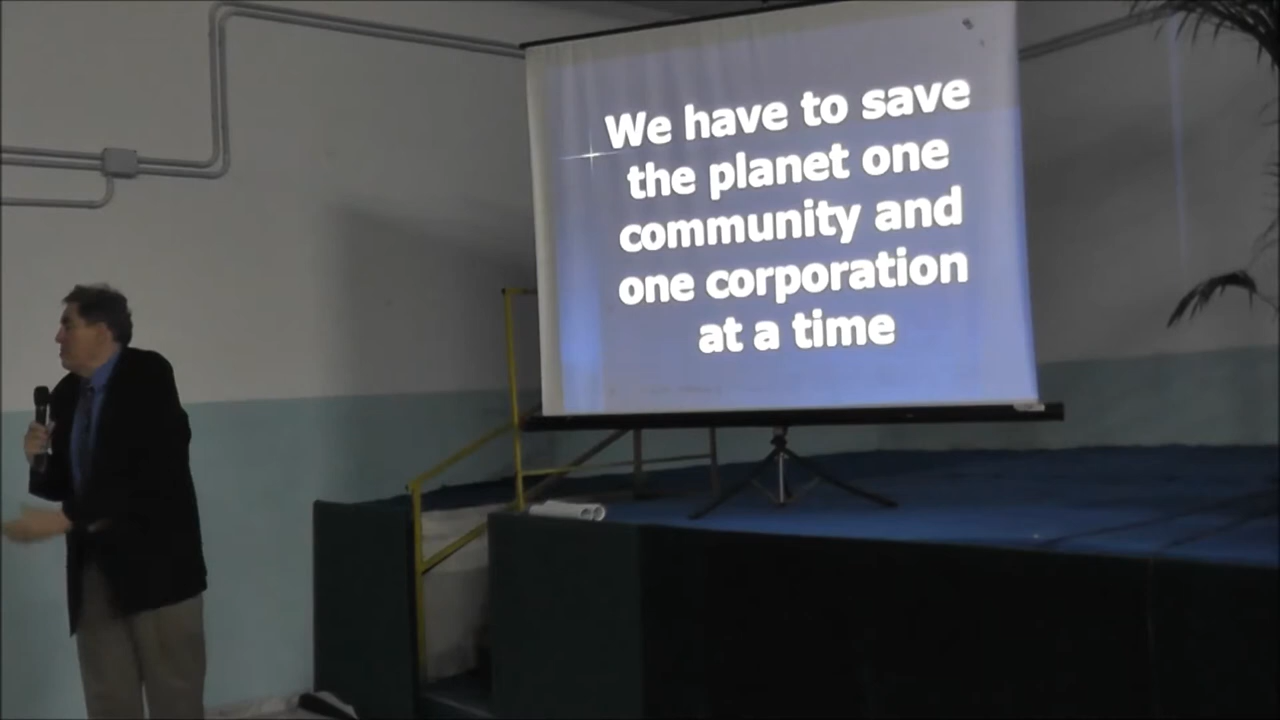 We have to save
the planet one
community and
one corporation
at a time